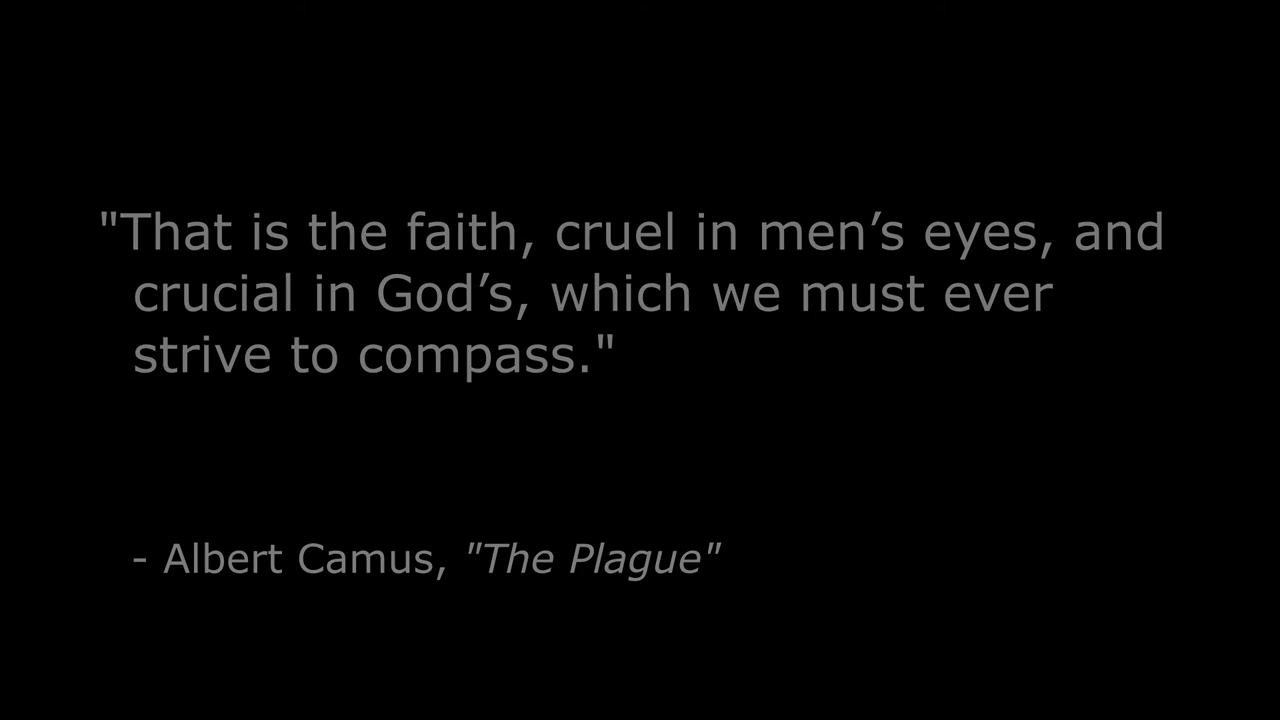 "That is the faith, cruel in men’s eyes, and
crucial in God’s, which we must ever
strive to compass."
- Albert Camus, "The Plague"